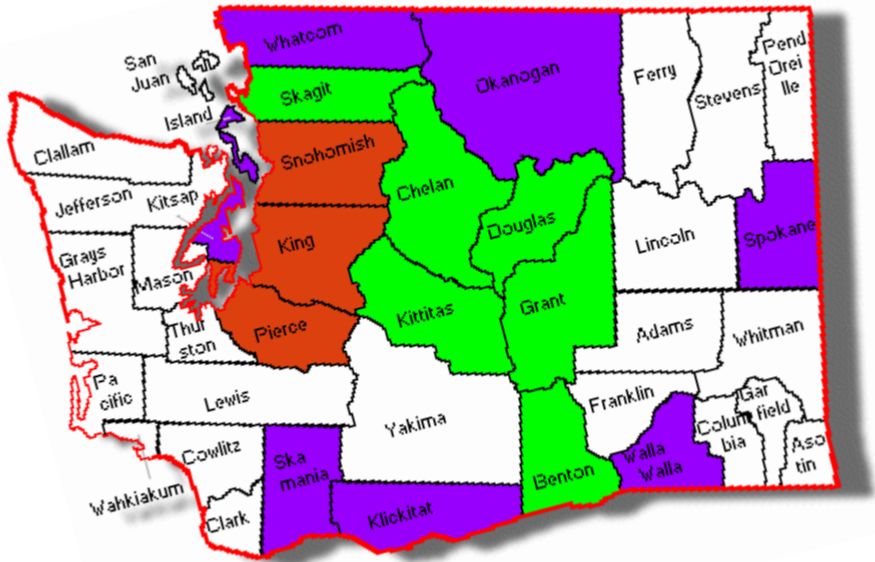 Whatcom
San
Juan
Skagit
Okanogan
Ferry
Stevens
Pend
Orei
lle
Island
Clallam
Snohomish
Chelan
Jefferson
Kitsap
Douglas
Lincoln
Spokane
Grays
Harbor
King
Mason
Kittitas
Grant
Thur
ston
Pierce
Adams
Whitman
Pa
cific
Lewis
Yakima
Franklin
Colum
bia
Gar
field
Aso
tin
Cowlitz
Ska
mania
Walla
Walla
Benton
Wahkiakum
Clark
Klickitat